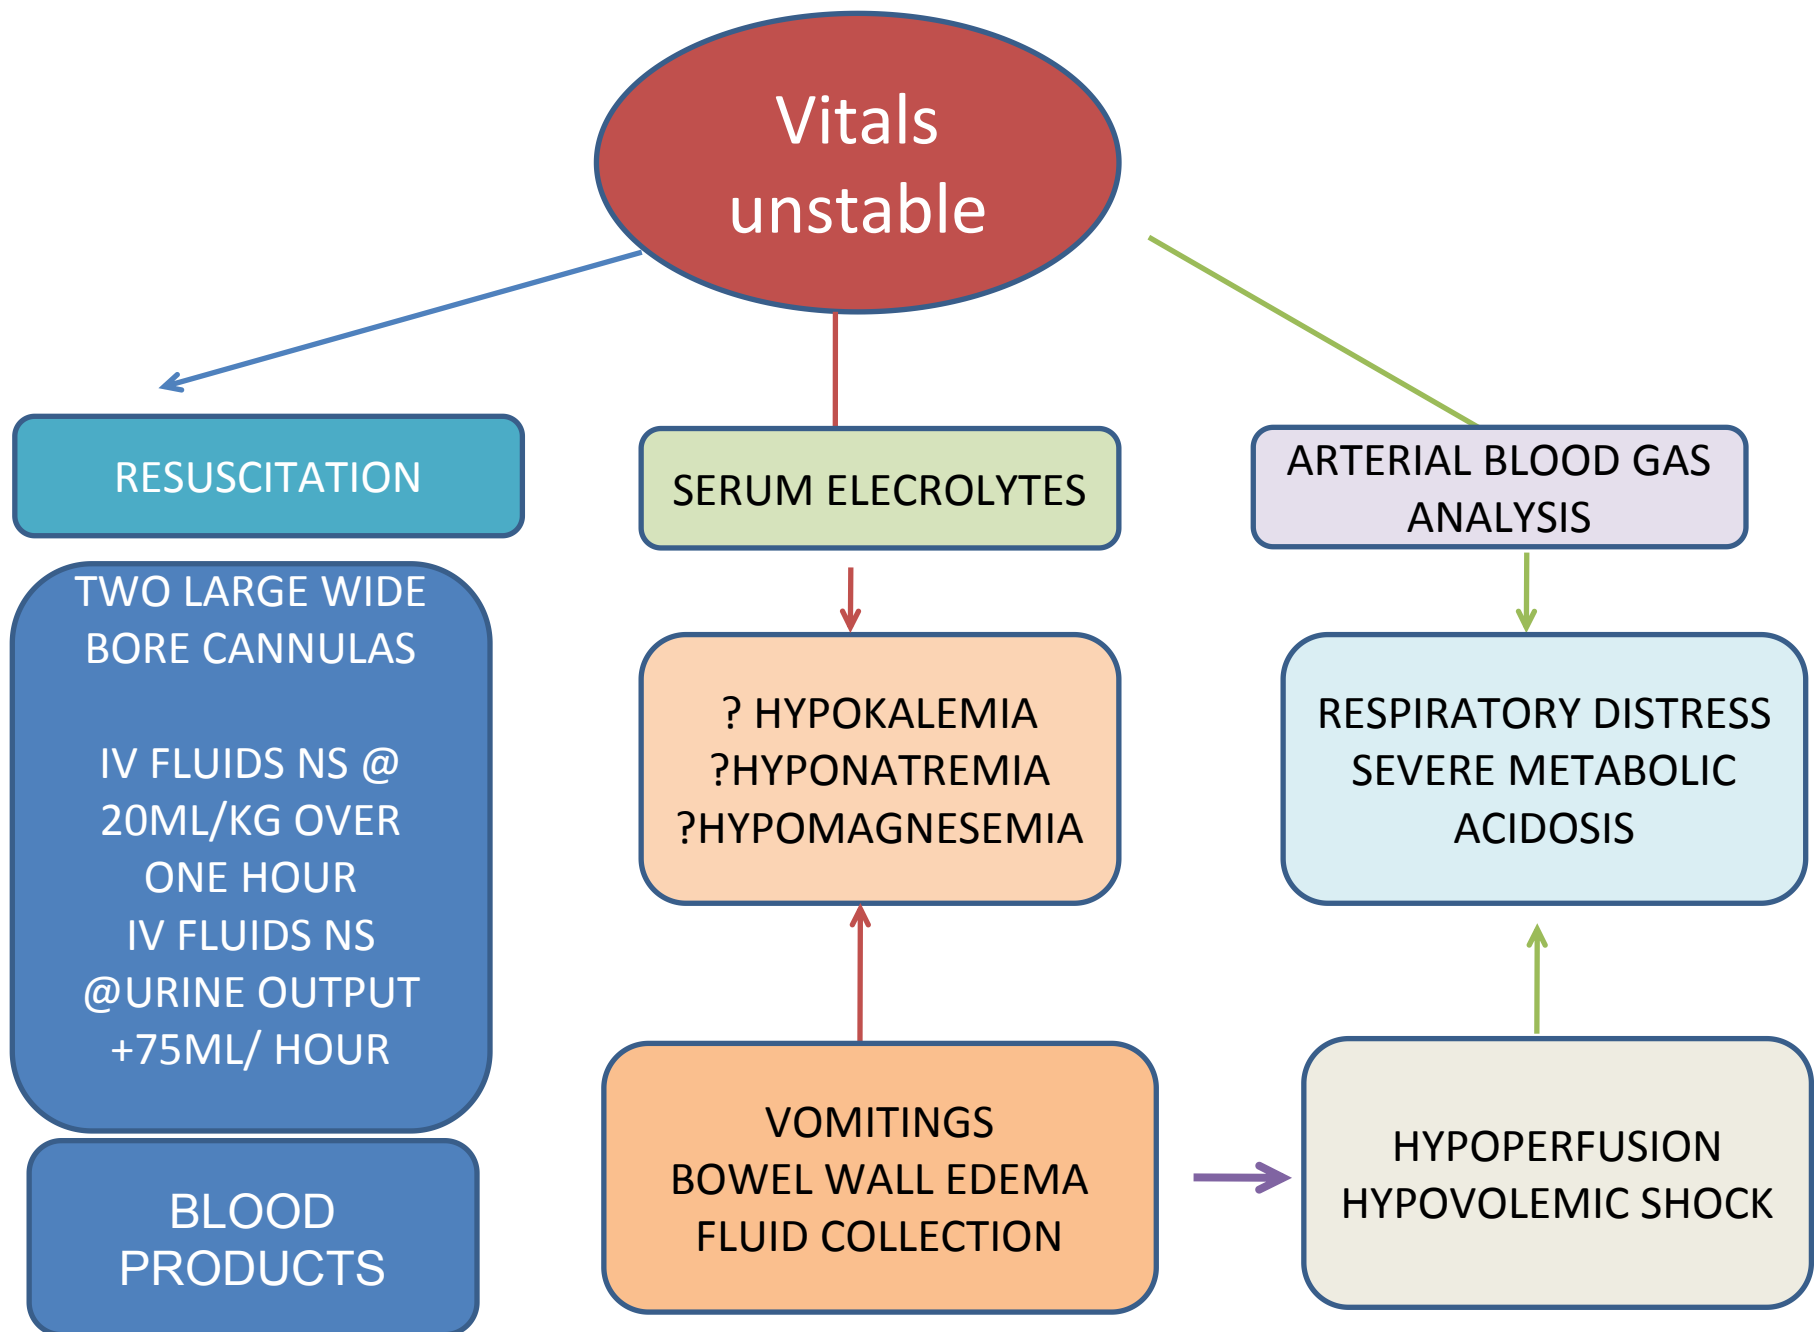 Vitals
unstable
RESUSCITATION
TWO LARGE WIDE
BORE CANNULAS
IV FLUIDS NS @
20ML/KG OVER
ONE HOUR
IV FLUIDS NS
@URINE OUTPUT
+75ML/ HOUR
BLOOD
PRODUCTS
SERUM ELECROLYTES
? HYPOKALEMIA
?HYPONATREMIA
?HYPOMAGNESEMIA
VOMITINGS
BOWEL WALL EDEMA
FLUID COLLECTION
ARTERIAL BLOOD GAS
ANALYSIS
RESPIRATORY DISTRESS
SEVERE METABOLIC
ACIDOSIS
HYPOPERFUSION
HYPOVOLEMIC SHOCK